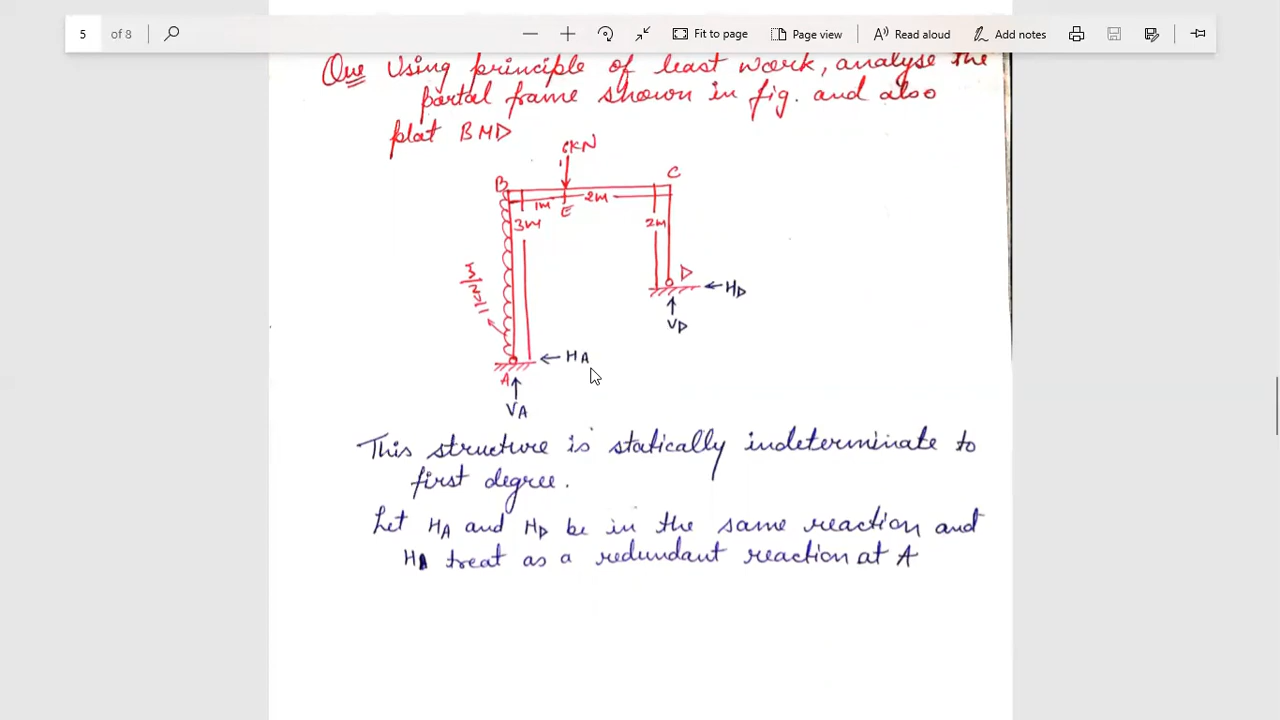 5 of 8 Fit to page Page view Read aloud Add notes
Que Using principle of least work, analyse the
portal frame shown in fig. and also
plot BMD
6KN
B C
1M 2M
E
3M 2M
D
HD
VD
HA
A
VA
This structure is statically indeterminate to
first degree.
Let HA and HD be in the same reaction and
HA treat as a redundant reaction at A